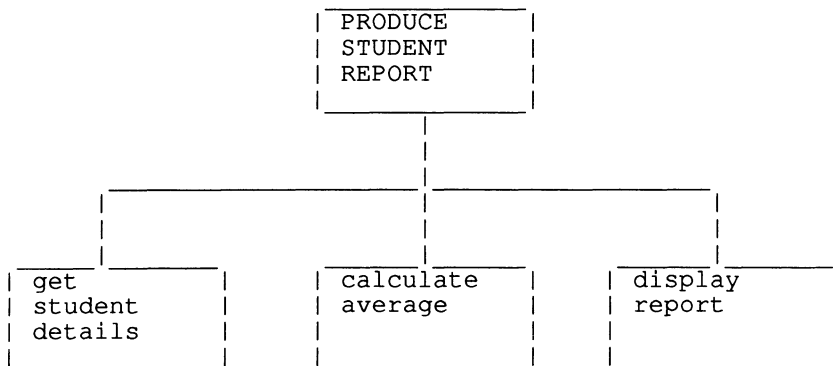 PRODUCE
STUDENT
REPORT
get
student
details
calculate
average
display
report